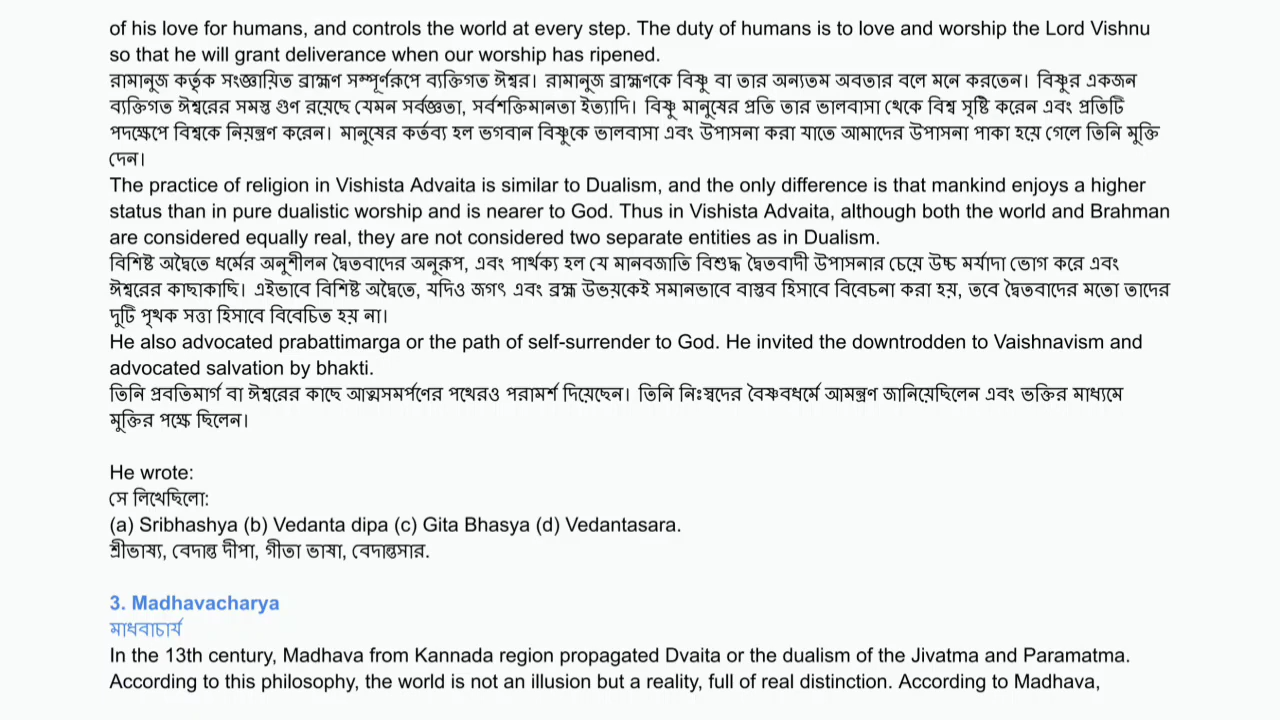 of his love for humans, and controls the world at every step. The duty of humans is to love and worship the Lord Vishnu
so that he will grant deliverance when our worship has ripened.
রামানুজ কর্তৃক সংজ্ঞায়িত ব্রাহ্মণ সম্পূর্ণরূপে ব্যক্তিগত ঈশ্বর। রামানুজ ব্রাহ্মণকে বিষ্ণু বা তার অন্যতম অবতার বলে মনে করতেন। বিষ্ণুর একজন
ব্যক্তিগত ঈশ্বরের সমস্ত গুণ রয়েছে যেমন সর্বজ্ঞতা, সর্বশক্তিমানতা ইত্যাদি। বিষ্ণু মানুষের প্রতি তার ভালবাসা থেকে বিশ্ব সৃষ্টি করেন এবং প্রতিটি
পদক্ষেপে বিশ্বকে নিয়ন্ত্রণ করেন। মানুষের কর্তব্য হল ভগবান বিষ্ণুকে ভালবাসা এবং উপাসনা করা যাতে আমাদের উপাসনা পাকা হয়ে গেলে তিনি মুক্তি
দেন।
The practice of religion in Vishista Advaita is similar to Dualism, and the only difference is that mankind enjoys a higher
status than in pure dualistic worship and is nearer to God. Thus in Vishista Advaita, although both the world and Brahman
are considered equally real, they are not considered two separate entities as in Dualism.
বিশিষ্ট অদ্বৈতে ধর্মের অনুশীলন দ্বৈতবাদের অনুরূপ, এবং পার্থক্য হল যে মানবজাতি বিশুদ্ধ দ্বৈতবাদী উপাসনার চেয়ে উচ্চ মর্যাদা ভোগ করে এবং
ঈশ্বরের কাছাকাছি। এইভাবে বিশিষ্ট অদ্বৈতে, যদিও জগৎ এবং ব্রহ্ম উভয়কেই সমানভাবে বাস্তব হিসাবে বিবেচনা করা হয়, তবে দ্বৈতবাদের মতো তাদের
দুটি পৃথক সত্তা হিসাবে বিবেচিত হয় না।
He also advocated prabattimarga or the path of self-surrender to God. He invited the downtrodden to Vaishnavism and
advocated salvation by bhakti.
তিনি প্রবতিমার্গ বা ঈশ্বরের কাছে আত্মসমর্পণের পথেরও পরামর্শ দিয়েছেন। তিনি নিঃস্বদের বৈষ্ণবধর্মে আমন্ত্রণ জানিয়েছিলেন এবং ভক্তির মাধ্যমে
মুক্তির পক্ষে ছিলেন।
He wrote:
সে লিখেছিলো:
(a) Sribhashya (b) Vedanta dipa (c) Gita Bhasya (d) Vedantasara.
শ্রীভাষ্য, বেদান্ত দীপা, গীতা ভাষা, বেদান্তসার.
3. Madhavacharya
মাধবাচার্য
In the 13th century, Madhava from Kannada region propagated Dvaita or the dualism of the Jivatma and Paramatma.
According to this philosophy, the world is not an illusion but a reality, full of real distinction. According to Madhava,